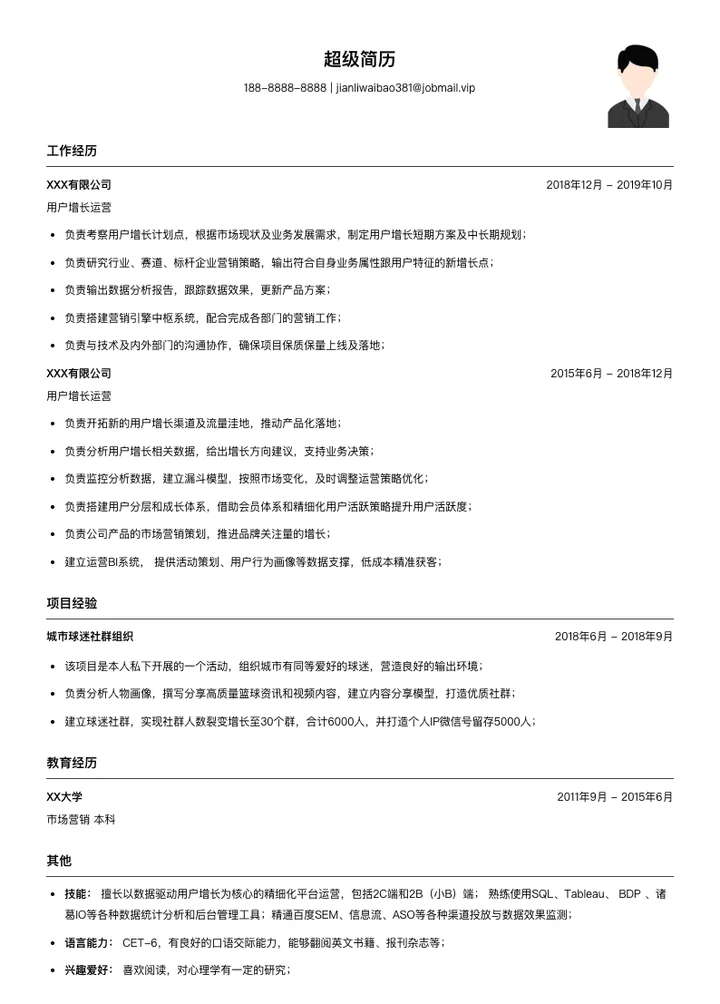 超级简历
188-8888-8888 | jianliwaibao381@jobmail.vip
工作经历
XXX有限公司 2018年12月 – 2019年10月
用户增长运营
• 负责考察用户增长计划点，根据市场现状及业务发展需求，制定用户增长短期方案及中长期规划；
• 负责研究行业、赛道、标杆企业营销策略，输出符合自身业务属性跟用户特征的新增长点；
• 负责输出数据分析报告，跟踪数据效果，更新产品方案；
• 负责搭建营销引擎中枢系统，配合完成各部门的营销工作；
• 负责与技术及内外部门的沟通协作，确保项目保质保量上线及落地；
XXX有限公司 2015年6月 – 2018年12月
用户增长运营
• 负责开拓新的用户增长渠道及流量洼地，推动产品化落地；
• 负责分析用户增长相关数据，给出增长方向建议，支持业务决策；
• 负责监控分析数据，建立漏斗模型，按照市场变化，及时调整运营策略优化；
• 负责搭建用户分层和成长体系，借助会员体系和精细化用户活跃策略提升用户活跃度；
• 负责公司产品的市场营销策划，推进品牌关注量的增长；
• 建立运营BI系统， 提供活动策划、用户行为画像等数据支撑，低成本精准获客；
项目经验
城市球迷社群组织 2018年6月 – 2018年9月
• 该项目是本人私下开展的一个活动，组织城市有同等爱好的球迷，营造良好的输出环境；
• 负责分析人物画像，撰写分享高质量篮球资讯和视频内容，建立内容分享模型，打造优质社群；
• 建立球迷社群，实现社群人数裂变增长至30个群，合计6000人，并打造个人IP微信号留存5000人；
教育经历
XX大学 2011年9月 – 2015年6月
市场营销 本科
其他
• 技能： 擅长以数据驱动用户增长为核心的精细化平台运营，包括2C端和2B（小B）端； 熟练使用SQL、Tableau、 BDP 、诸
葛IO等各种数据统计分析和后台管理工具；精通百度SEM、信息流、ASO等各种渠道投放与数据效果监测；
• 语言能力： CET-6，有良好的口语交际能力，能够翻阅英文书籍、报刊杂志等；
• 兴趣爱好： 喜欢阅读，对心理学有一定的研究；